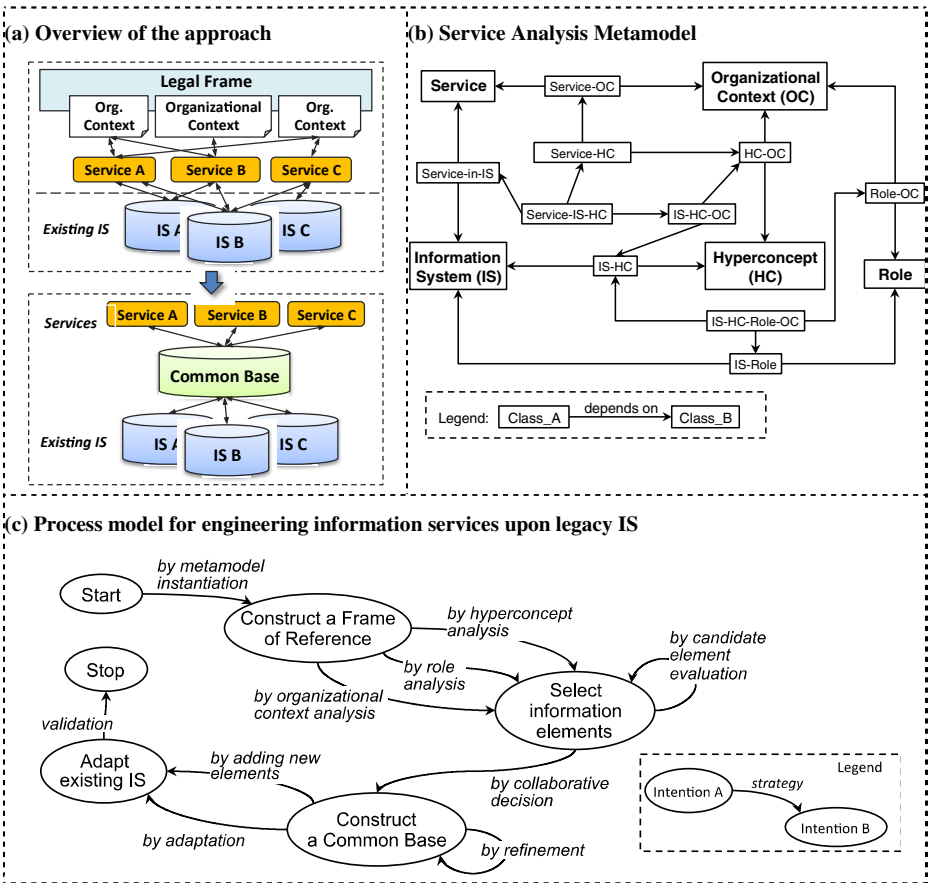 (a) Overview of the approach
Legal Frame
Org.
Context
Organizational
Context
Org.
Context
Service A
Service B
Service C
Existing IS
IS A
IS B
IS C
Services
Service A
Service B
Service C
Common Base
Existing IS
IS A
IS B
IS C
(b) Service Analysis Metamodel
Service
Service-OC
Organizational
Context (OC)
Service-HC
HC-OC
Service-in-IS
Role-OC
Service-IS-HC
IS-HC-OC
Information
System (IS)
IS-HC
Hyperconcept
(HC)
Role
IS-HC-Role-OC
IS-Role
Legend:
Class_A
depends on
Class_B
(c) Process model for engineering information services upon legacy IS
Start
by metamodel
instantiation
Construct a Frame
of Reference
by hyperconcept
analysis
by role
analysis
by organizational
context analysis
by candidate
element
evaluation
Select
information
elements
Stop
validation
Adapt
existing IS
by adding new
elements
by collaborative
decision
by adaptation
Construct
a Common Base
by refinement
Legend
Intention A
strategy
Intention B